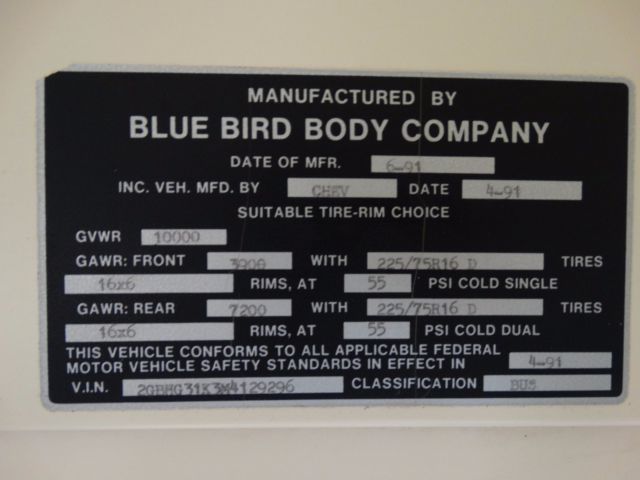 MANUFACTURED BY
BLUE BIRD BODY COMPANY
DATE OF MFR. 6-91
INC. VEH. MFD. BY CHEV DATE 4-91
SUITABLE TIRE-RIM CHOICE
GVWR 10000
GAWR: FRONT 3900 WITH 225/75R16 D TIRES
16x6 RIMS, AT 55 PSI COLD SINGLE
GAWR: REAR 7200 WITH 225/75R16 D TIRES
16x6 RIMS, AT 55 PSI COLD DUAL
THIS VEHICLE CONFORMS TO ALL APPLICABLE FEDERAL
MOTOR VEHICLE SAFETY STANDARDS IN EFFECT IN 4-91
V.I.N. 2GBHG31K3M4129296 CLASSIFICATION BUS